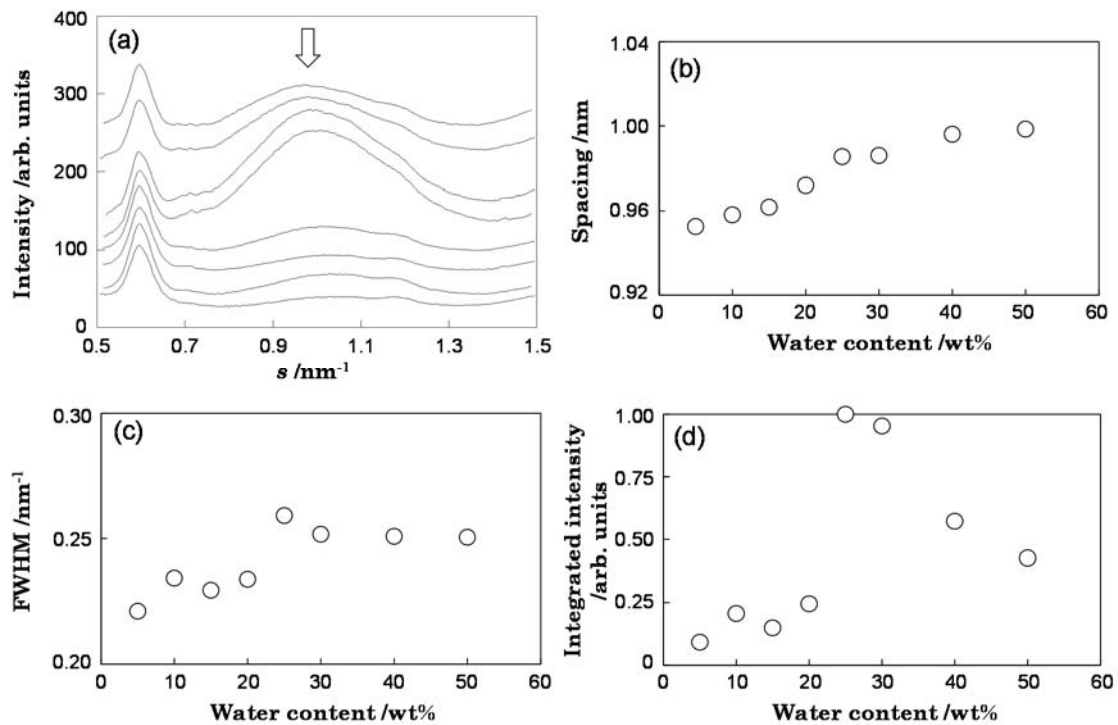 (a)
Intensity /arb. units
400
300
200
100
0
0.5 0.7 0.9 1.1 1.3 1.5
s /nm⁻¹
(b)
Spacing /nm
1.04
1.00
0.96
0.92
0 10 20 30 40 50 60
Water content /wt%
(c)
FWHM /nm⁻¹
0.30
0.25
0.20
0 10 20 30 40 50 60
Water content /wt%
(d)
Integrated intensity
/arb. units
1.00
0.75
0.50
0.25
0
0 10 20 30 40 50 60
Water content /wt%